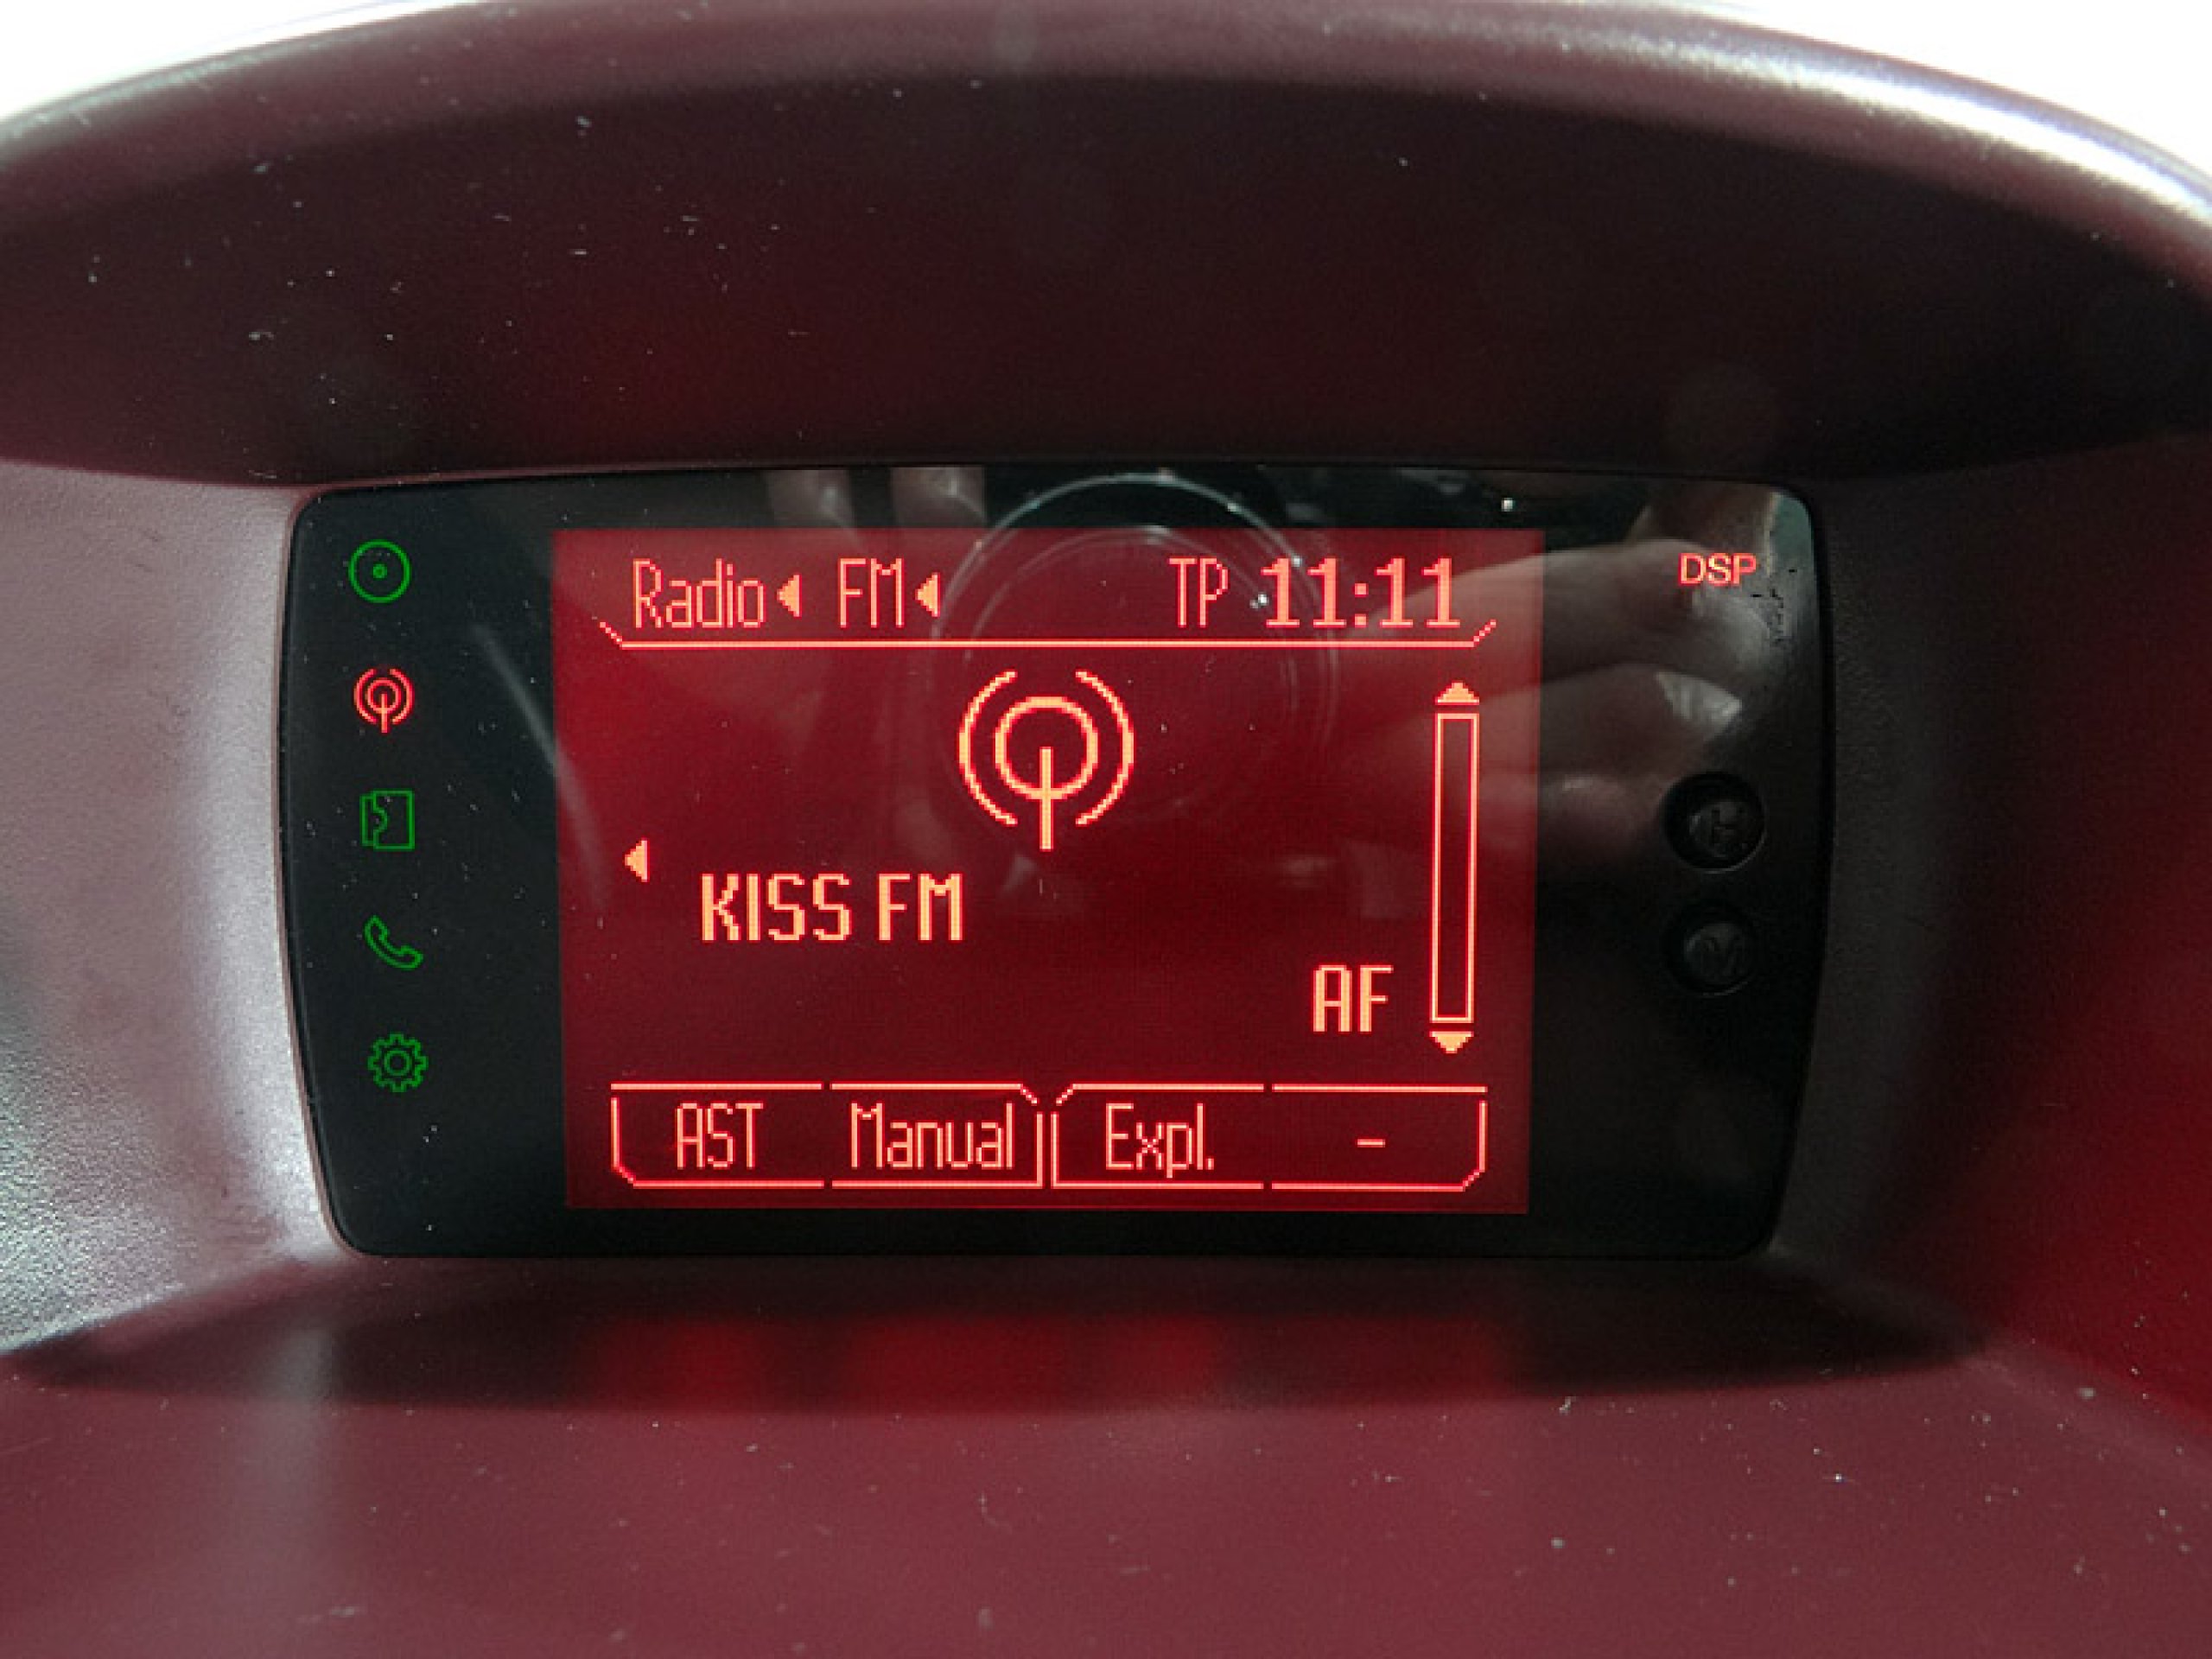 Radio FM TP 11:11
DSP
KISS FM
AF
AST Manual Expl. -
H
M